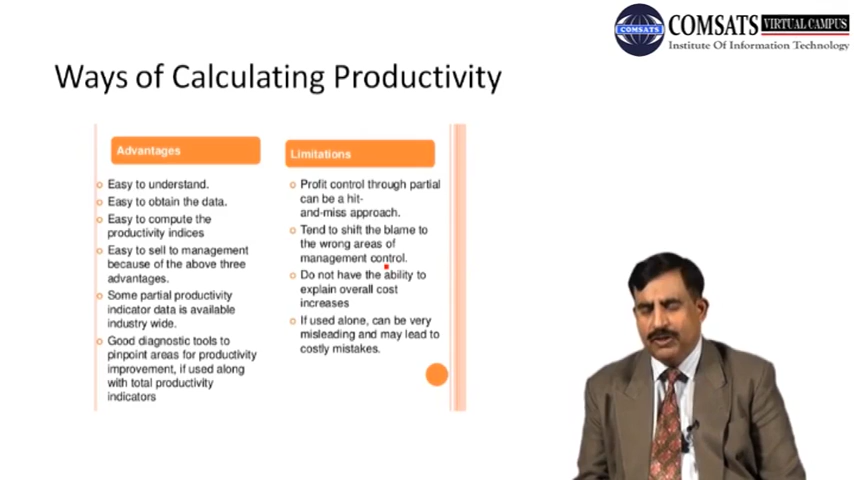 COMSATS
COMSATS VIRTUAL CAMPUS
Institute Of Information Technology
Ways of Calculating Productivity
Advantages
Easy to understand.
Easy to obtain the data.
Easy to compute the
productivity indices
Easy to sell to management
because of the above three
advantages.
Some partial productivity
indicator data is available
industry wide.
Good diagnostic tools to
pinpoint areas for productivity
improvement, if used along
with total productivity
indicators
Limitations
Profit control through partial
can be a hit-
and-miss approach.
Tend to shift the blame to
the wrong areas of
management control.
Do not have the ability to
explain overall cost
increases
If used alone, can be very
misleading and may lead to
costly mistakes.